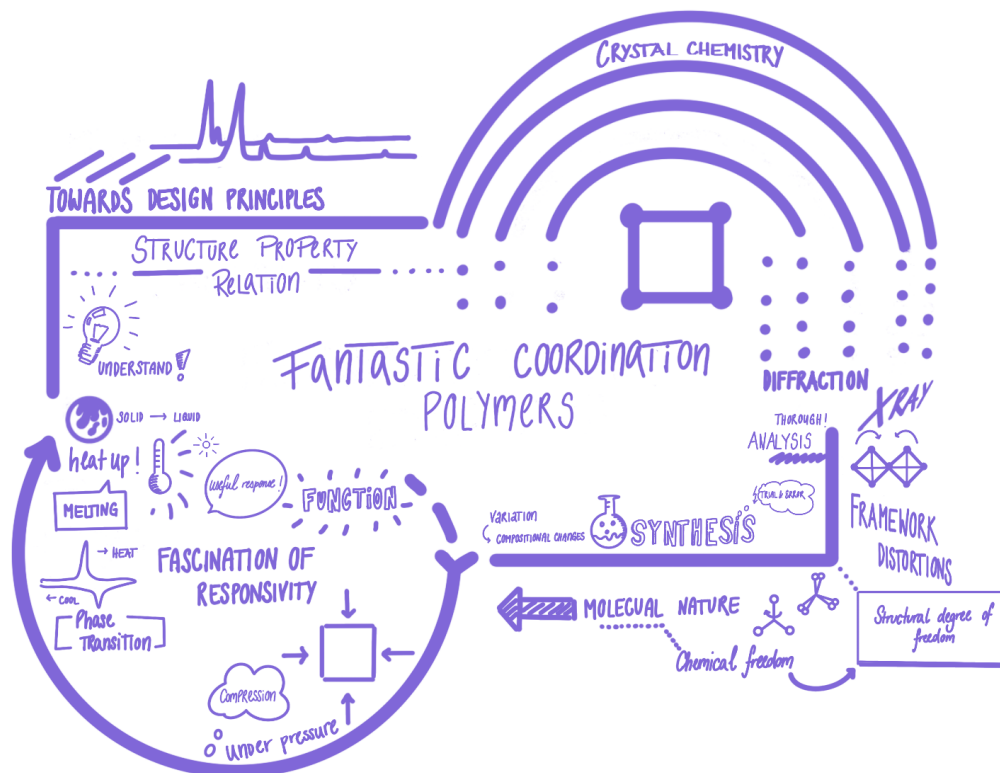 CRYSTAL CHEMISTRY
TOWARDS DESIGN PRINCIPLES
STRUCTURE PROPERTY
RELATION
UNDERSTAND!
FANTASTIC COORDINATION
POLYMERS
DIFFRACTION
XRAY
THOROUGH!
ANALYSIS
SOLID → LIQUID
heat up!
useful response!
FUNCTION
MELTING
TRIAL & ERROR
VARIATION
COMPOSITIONAL CHANGES
SYNTHESIS
FRAMEWORK
DISTORTIONS
→ HEAT
← COOL
FASCINATION OF
RESPONSIVITY
Phase
Transition
MOLECUAL NATURE
Chemical freedom
Structural degree of
freedom
Compression
under pressure